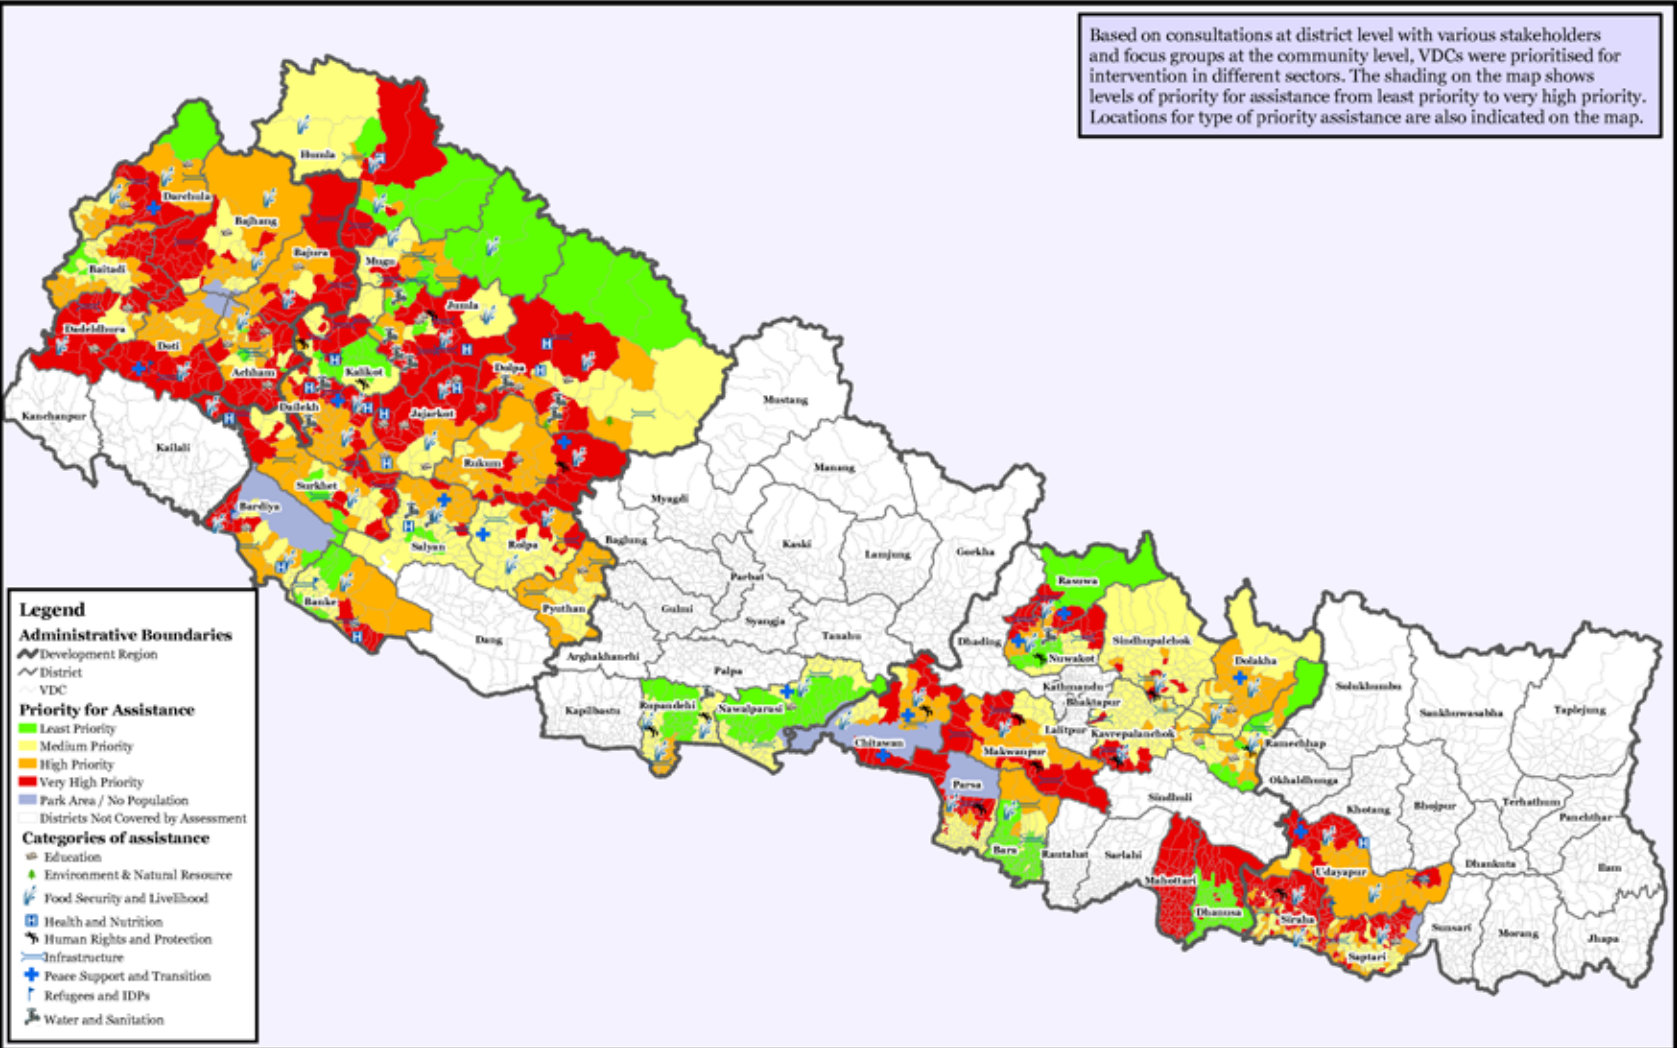 Based on consultations at district level with various stakeholders
and focus groups at the community level, VDCs were prioritised for
intervention in different sectors. The shading on the map shows
levels of priority for assistance from least priority to very high priority.
Locations for type of priority assistance are also indicated on the map.
Humla
Darchula
Bajhang
Bajura
Mugu
Baitadi
Jumla
Dadeldhura
Doti
Achham
Kalikot
Dolpa
Dailekh
Jajarkot
Kanchanpur
Kailali
Mustang
Rukum
Manang
Surkhet
Bardiya
Myagdi
Salyan
Rolpa
Baglung
Kaski
Lamjung
Gorkha
Parbat
Rasuwa
Banke
Pyuthan
Gulmi
Syangja
Tanahu
Dang
Dhading
Nuwakot
Sindhupalchok
Dolakha
Arghakhanchi
Palpa
Kathmandu
Bhaktapur
Solukhumbu
Sankhuwasabha
Taplejung
Kapilbastu
Rupandehi
Nawalparasi
Chitawan
Makwanpur
Lalitpur
Kavrepalanchok
Ramechhap
Parsa
Sindhuli
Okhaldhunga
Khotang
Bhojpur
Terhathum
Panchthar
Bara
Rautahat
Sarlahi
Mahottari
Dhanusa
Udayapur
Dhankuta
Ilam
Siraha
Saptari
Sunsari
Morang
Jhapa
Legend
Administrative Boundaries
Development Region
District
VDC
Priority for Assistance
Least Priority
Medium Priority
High Priority
Very High Priority
Park Area / No Population
Districts Not Covered by Assessment
Categories of assistance
Education
Environment & Natural Resource
Food Security and Livelihood
Health and Nutrition
Human Rights and Protection
Infrastructure
Peace Support and Transition
Refugees and IDPs
Water and Sanitation